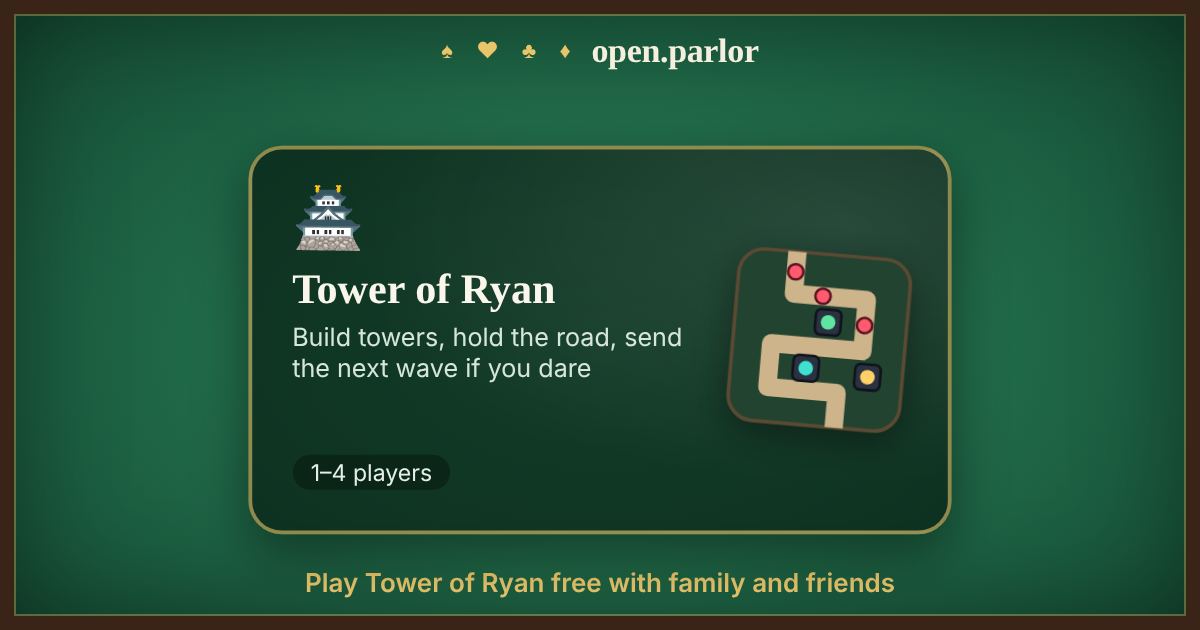 ♠ ♥ ♣ ♦ open.parlor
Tower of Ryan
Build towers, hold the road, send
the next wave if you dare
1–4 players
Play Tower of Ryan free with family and friends